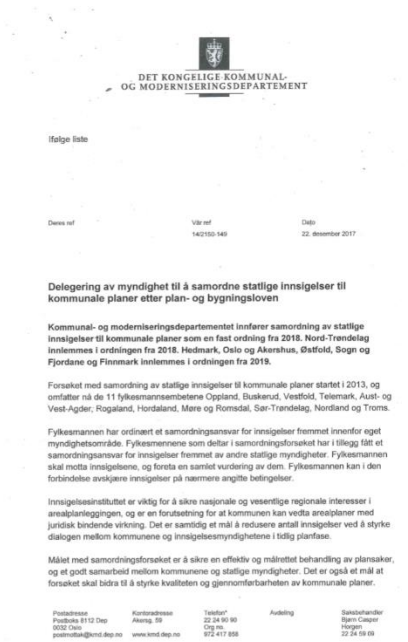 DET KONGELIGE KOMMUNAL-
OG MODERNISERINGSDEPARTEMENT
Ifølge liste
Deres ref Vår ref Dato
14/2150-149 22. desember 2017
Delegering av myndighet til å samordne statlige innsigelser til
kommunale planer etter plan- og bygningsloven
Kommunal- og moderniseringsdepartementet innfører samordning av statlige
innsigelser til kommunale planer som en fast ordning fra 2018. Nord-Trøndelag
innlemmes i ordningen fra 2018. Hedmark, Oslo og Akershus, Østfold, Sogn og
Fjordane og Finnmark innlemmes i ordningen fra 2019.
Forsøket med samordning av statlige innsigelser til kommunale planer startet i 2013, og
omfatter nå de 11 fylkesmannsembetene Oppland, Buskerud, Vestfold, Telemark, Aust- og
Vest-Agder, Rogaland, Hordaland, Møre og Romsdal, Sør-Trøndelag, Nordland og Troms.
Fylkesmannen har ordinært et samordningsansvar for innsigelser fremmet innenfor eget
myndighetsområde. Fylkesmennene som deltar i samordningsforsøket har i tillegg fått et
samordningsansvar for innsigelser fremmet av andre statlige myndigheter. Fylkesmannen
skal motta innsigelsene, og foreta en samlet vurdering av dem. Fylkesmannen kan i den
forbindelse avskjære innsigelser på nærmere angitte betingelser.
Innsigelsesinstituttet er viktig for å sikre nasjonale og vesentlige regionale interesser i
arealplanleggingen, og er en forutsetning for at kommunen kan vedta arealplaner med
juridisk bindende virkning. Det er samtidig et mål å redusere antall innsigelser ved å styrke
dialogen mellom kommunene og innsigelsesmyndighetene i tidlig planfase.
Målet med samordningsforsøket er å sikre en effektiv og målrettet behandling av plansaker,
og et godt samarbeid mellom kommunene og statlige myndigheter. Det er også et mål at
forsøket skal bidra til å styrke kvaliteten og gjennomførbarheten av kommunale planer.
Postadresse Kontoradresse Telefon* Avdeling Saksbehandler
Postboks 8112 Dep Akersg. 59 22 24 90 90 Bjørn Casper
0032 Oslo Org no. Horgen
postmottak@kmd.dep.no www.kmd.dep.no 972 417 858 22 24 59 69